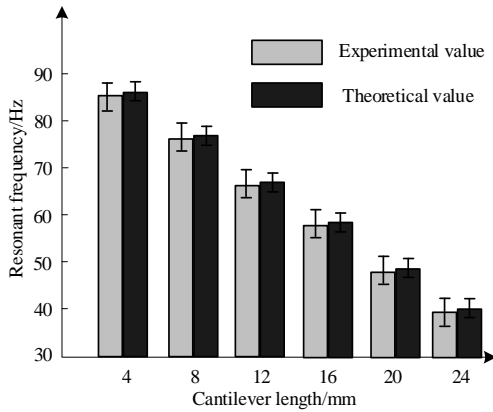 Experimental value
Theoretical value
Resonant frequency/Hz
90
80
70
60
50
40
30
4 8 12 16 20 24
Cantilever length/mm